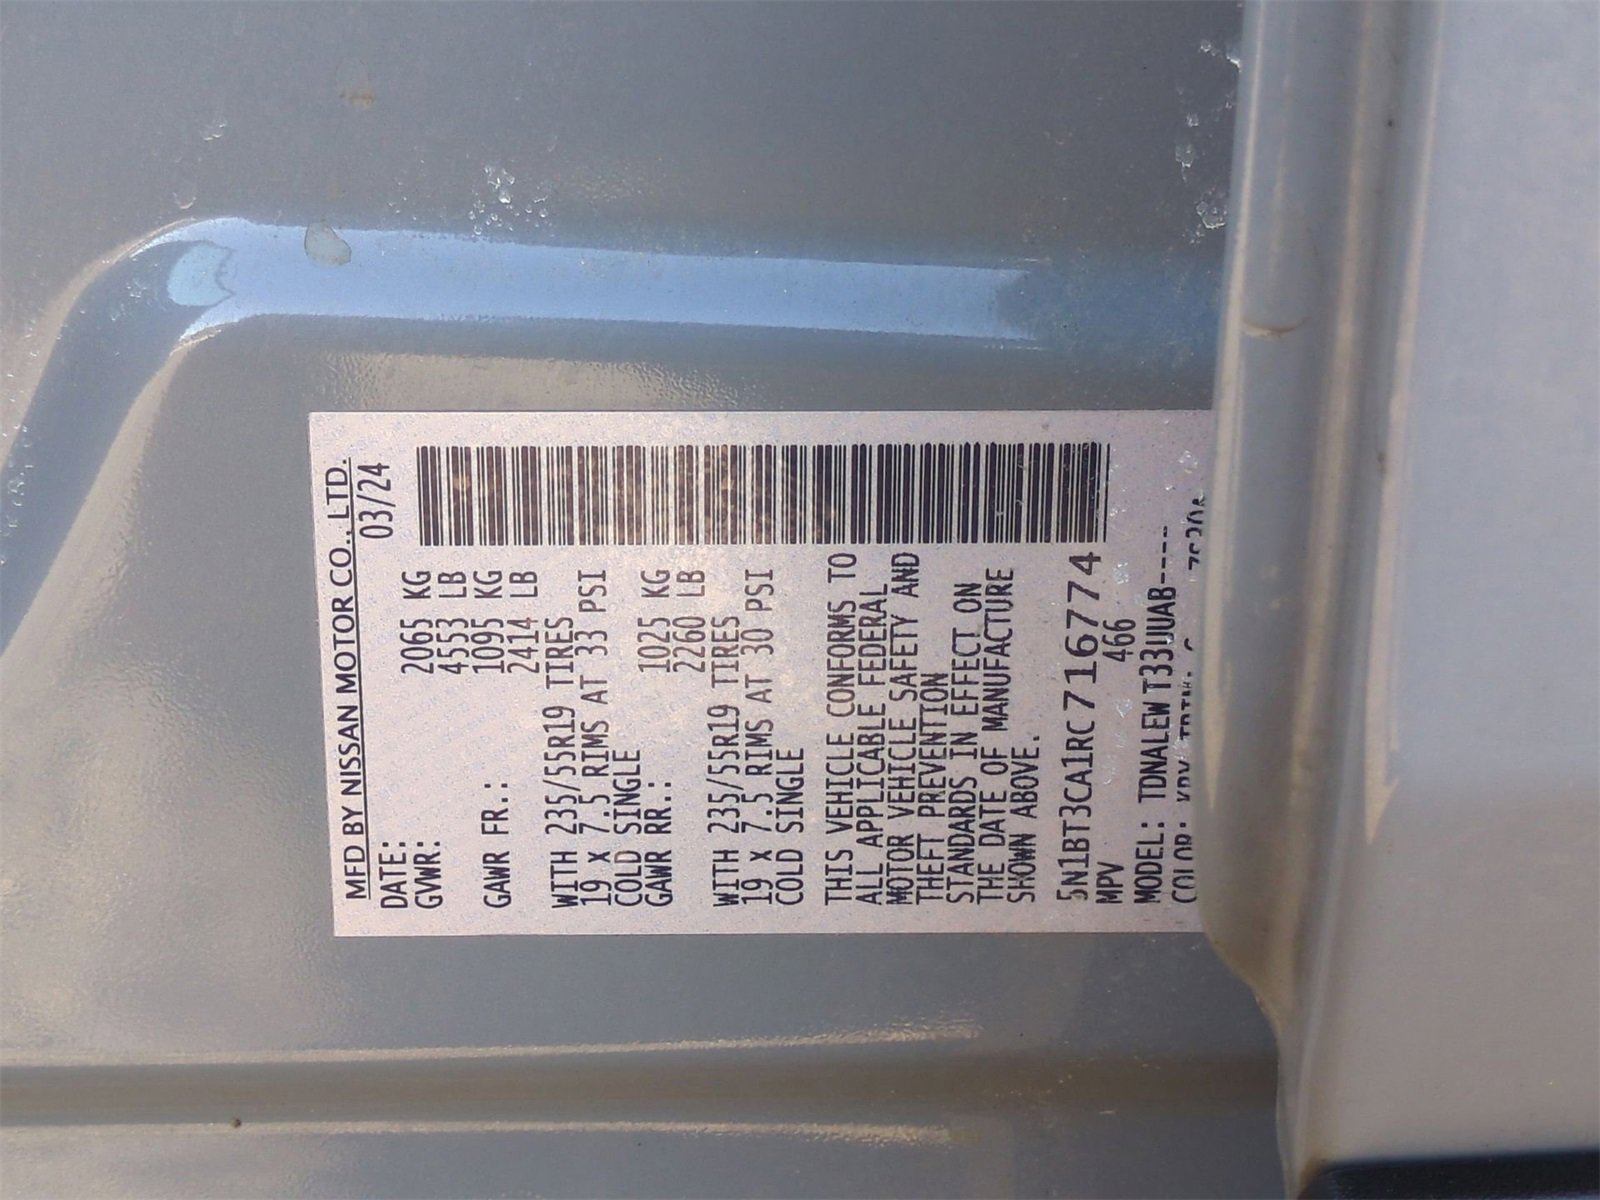 MFD BY NISSAN MOTOR CO., LTD.
DATE: 03/24
GVWR: 2065 KG
4553 LB
GAWR FR.: 1095 KG
2414 LB
WITH 235/55R19 TIRES
19 x 7.5 RIMS AT 33 PSI
COLD SINGLE
GAWR RR.: 1025 KG
2260 LB
WITH 235/55R19 TIRES
19 x 7.5 RIMS AT 30 PSI
COLD SINGLE
THIS VEHICLE CONFORMS TO
ALL APPLICABLE FEDERAL
MOTOR VEHICLE SAFETY AND
THEFT PREVENTION
STANDARDS IN EFFECT ON
THE DATE OF MANUFACTURE
SHOWN ABOVE.
5N1BT3CA1RC716774
MPV 466
MODEL: TDNALEWT33UUAB----
COLOR: